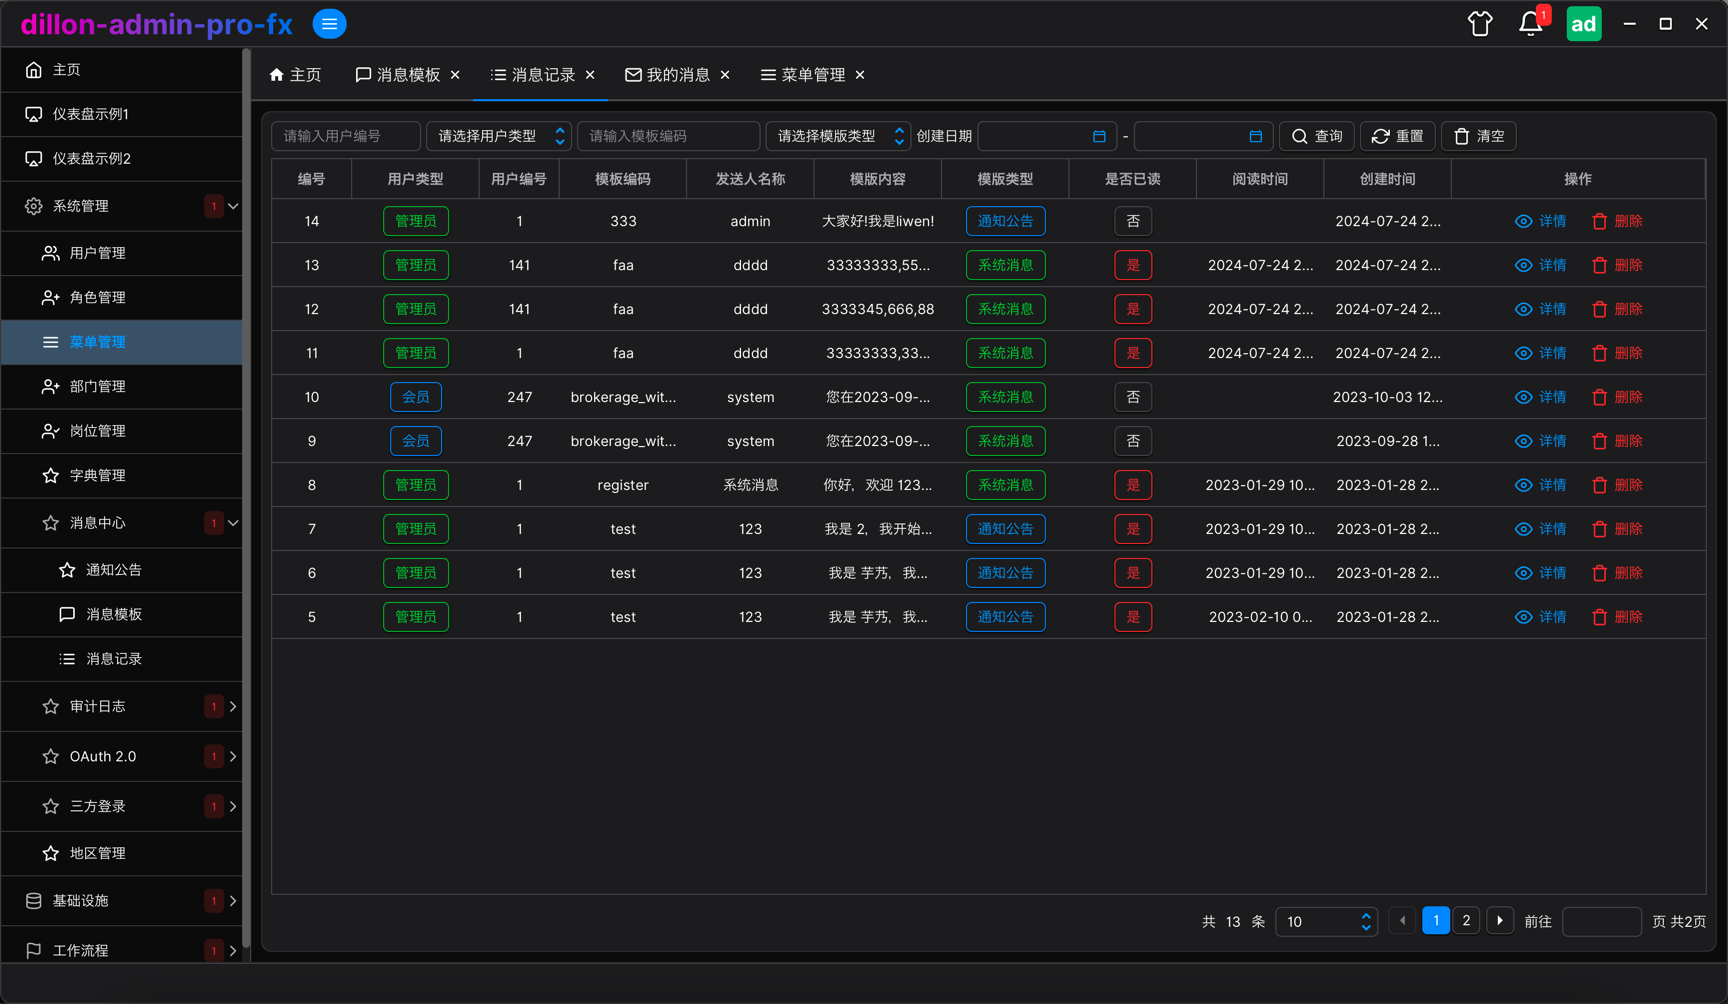 dillon-admin-pro-fx
1
ad
主页
仪表盘示例1
仪表盘示例2
系统管理 1
用户管理
角色管理
菜单管理
部门管理
岗位管理
字典管理
消息中心 1
通知公告
消息模板
消息记录
审计日志 1
OAuth 2.0 1
三方登录 1
地区管理
基础设施 1
工作流程 1
主页 消息模板 消息记录 我的消息 菜单管理
请输入用户编号 请选择用户类型 请输入模板编码 请选择模版类型 创建日期 - 查询 重置 清空
编号 用户类型 用户编号 模板编码 发送人名称 模版内容 模版类型 是否已读 阅读时间 创建时间 操作
14 管理员 1 333 admin 大家好!我是liwen! 通知公告 否 2024-07-24 2... 详情 删除
13 管理员 141 faa dddd 33333333,55... 系统消息 是 2024-07-24 2... 2024-07-24 2... 详情 删除
12 管理员 141 faa dddd 3333345,666,88 系统消息 是 2024-07-24 2... 2024-07-24 2... 详情 删除
11 管理员 1 faa dddd 33333333,33... 系统消息 是 2024-07-24 2... 2024-07-24 2... 详情 删除
10 会员 247 brokerage_wit... system 您在2023-09-... 系统消息 否 2023-10-03 12... 详情 删除
9 会员 247 brokerage_wit... system 您在2023-09-... 系统消息 否 2023-09-28 1... 详情 删除
8 管理员 1 register 系统消息 你好，欢迎 123... 系统消息 是 2023-01-29 10... 2023-01-28 2... 详情 删除
7 管理员 1 test 123 我是 2，我开始... 通知公告 是 2023-01-29 10... 2023-01-28 2... 详情 删除
6 管理员 1 test 123 我是 芋艿，我... 通知公告 是 2023-01-29 10... 2023-01-28 2... 详情 删除
5 管理员 1 test 123 我是 芋艿，我... 通知公告 是 2023-02-10 0... 2023-01-28 2... 详情 删除
共 13 条 10 1 2 前往 页 共2页